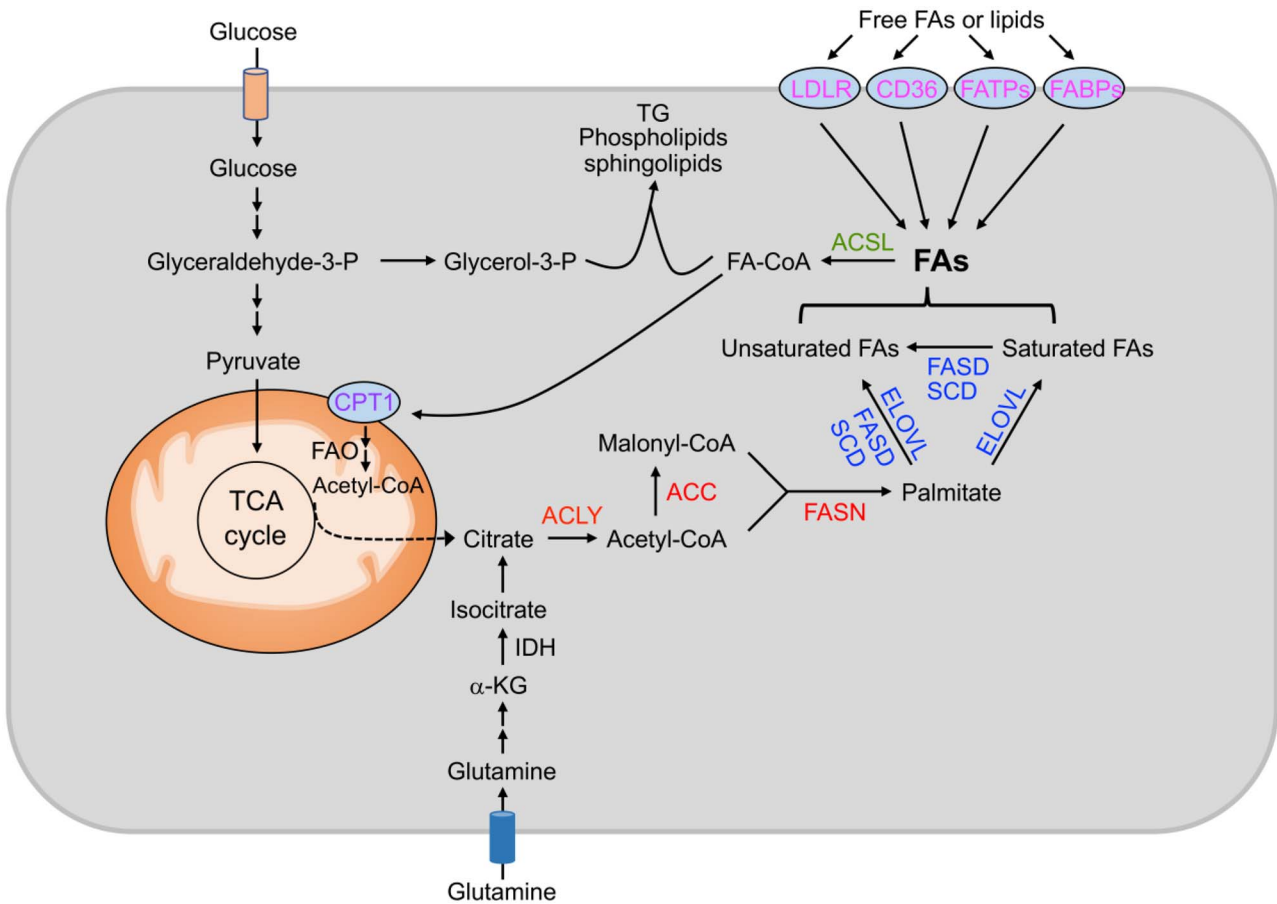 Glucose
Free FAs or lipids
LDLR
CD36
FATPs
FABPs
TG
Phospholipids
sphingolipids
Glucose
Glyceraldehyde-3-P
Glycerol-3-P
FA-CoA
ACSL
FAs
Pyruvate
Unsaturated FAs
Saturated FAs
FASD
SCD
CPT1
FAO
Acetyl-CoA
TCA
cycle
ELOVL
FASD
SCD
ELOVL
Malonyl-CoA
ACC
FASN
Palmitate
Citrate
ACLY
Acetyl-CoA
Isocitrate
IDH
α-KG
Glutamine
Glutamine